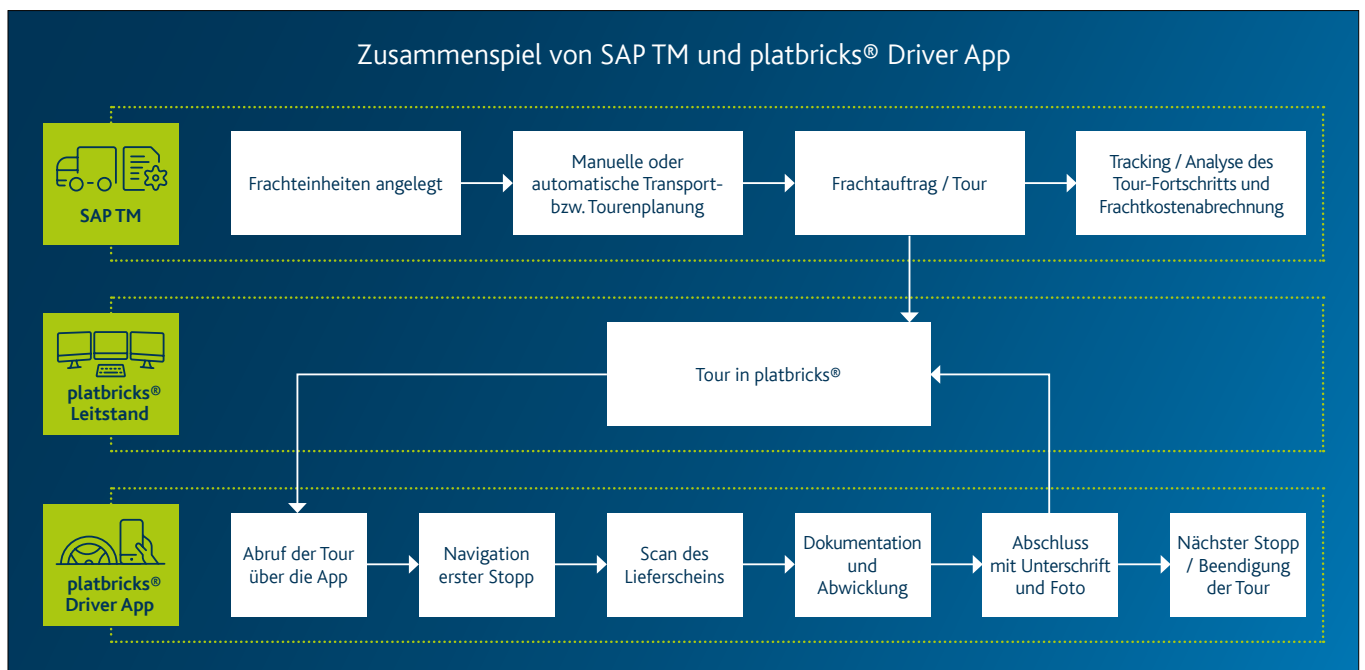 Zusammenspiel von SAP TM und platbricks® Driver App
SAP TM
Frachteinheiten angelegt
Manuelle oder
automatische Transport-
bzw. Tourenplanung
Frachtauftrag / Tour
Tracking / Analyse des
Tour-Fortschritts und
Frachtkostenabrechnung
platbricks®
Leitstand
Tour in platbricks®
platbricks®
Driver App
Abruf der Tour
über die App
Navigation
erster Stopp
Scan des
Lieferscheins
Dokumentation
und
Abwicklung
Abschluss
mit Unterschrift
und Foto
Nächster Stopp
/ Beendigung
der Tour